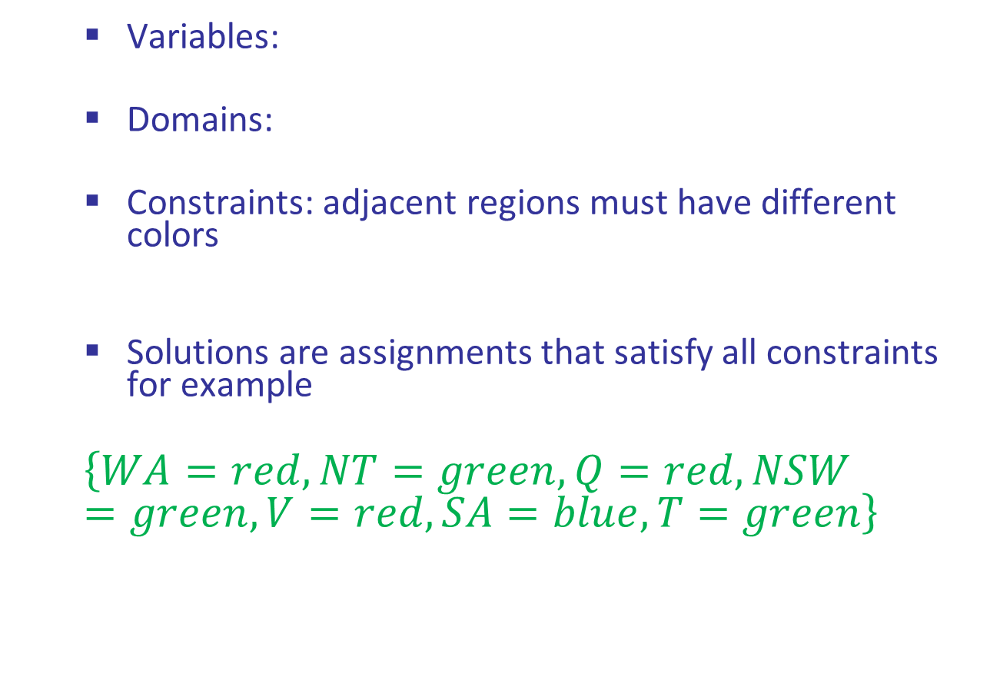 ▪ Variables:
▪ Domains:
▪ Constraints: adjacent regions must have different
colors
▪ Solutions are assignments that satisfy all constraints
for example
{WA = red, NT = green, Q = red, NSW
= green, V = red, SA = blue, T = green}